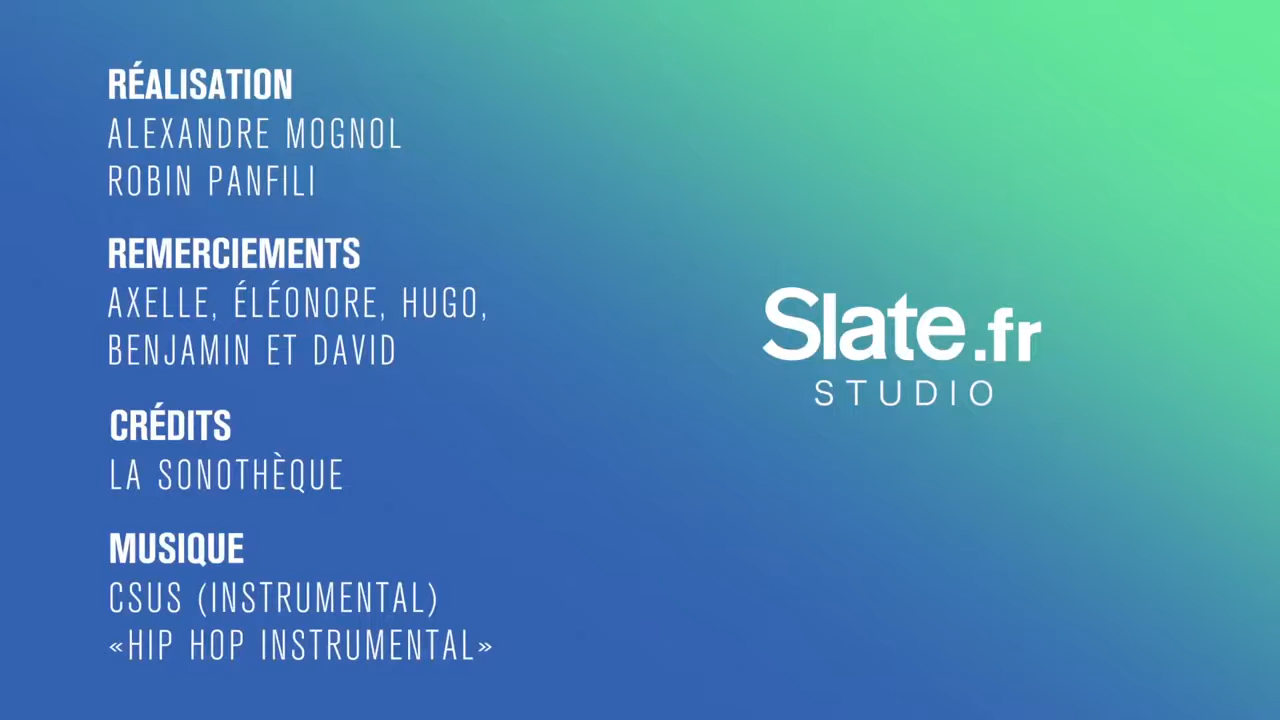 RÉALISATION
ALEXANDRE MOGNOL
ROBIN PANFILI
REMERCIEMENTS
AXELLE, ÉLÉONORE, HUGO,
BENJAMIN ET DAVID
CRÉDITS
LA SONOTHÈQUE
MUSIQUE
CSUS (INSTRUMENTAL)
«HIP HOP INSTRUMENTAL»
Slate.fr
STUDIO